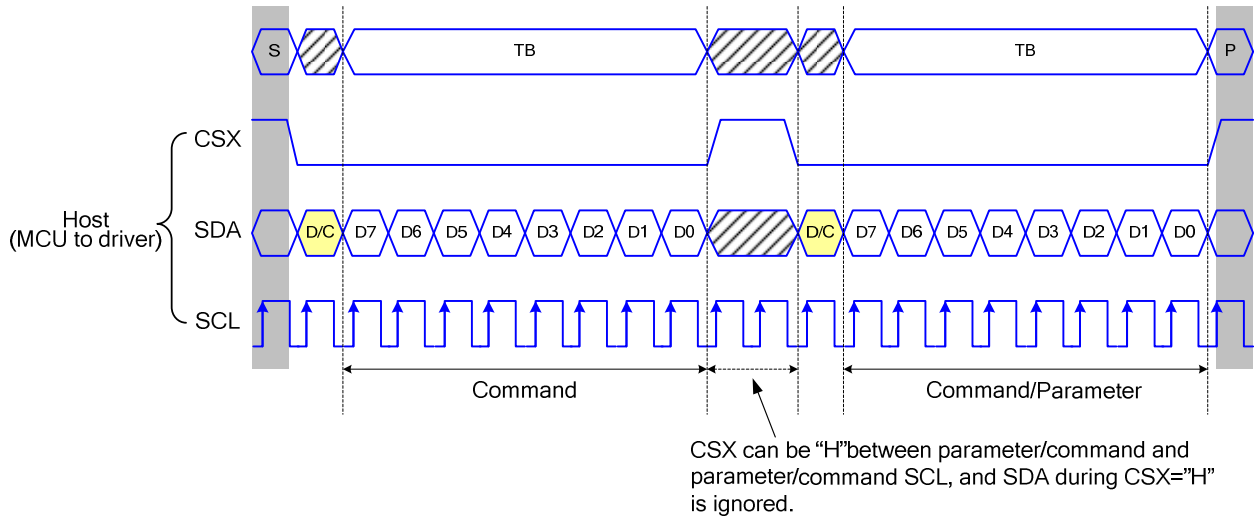 S TB TB P
CSX
Host
(MCU to driver)
SDA D/C D7 D6 D5 D4 D3 D2 D1 D0 D/C D7 D6 D5 D4 D3 D2 D1 D0
SCL
Command Command/Parameter
CSX can be “H”between parameter/command and
parameter/command SCL, and SDA during CSX=”H”
is ignored.